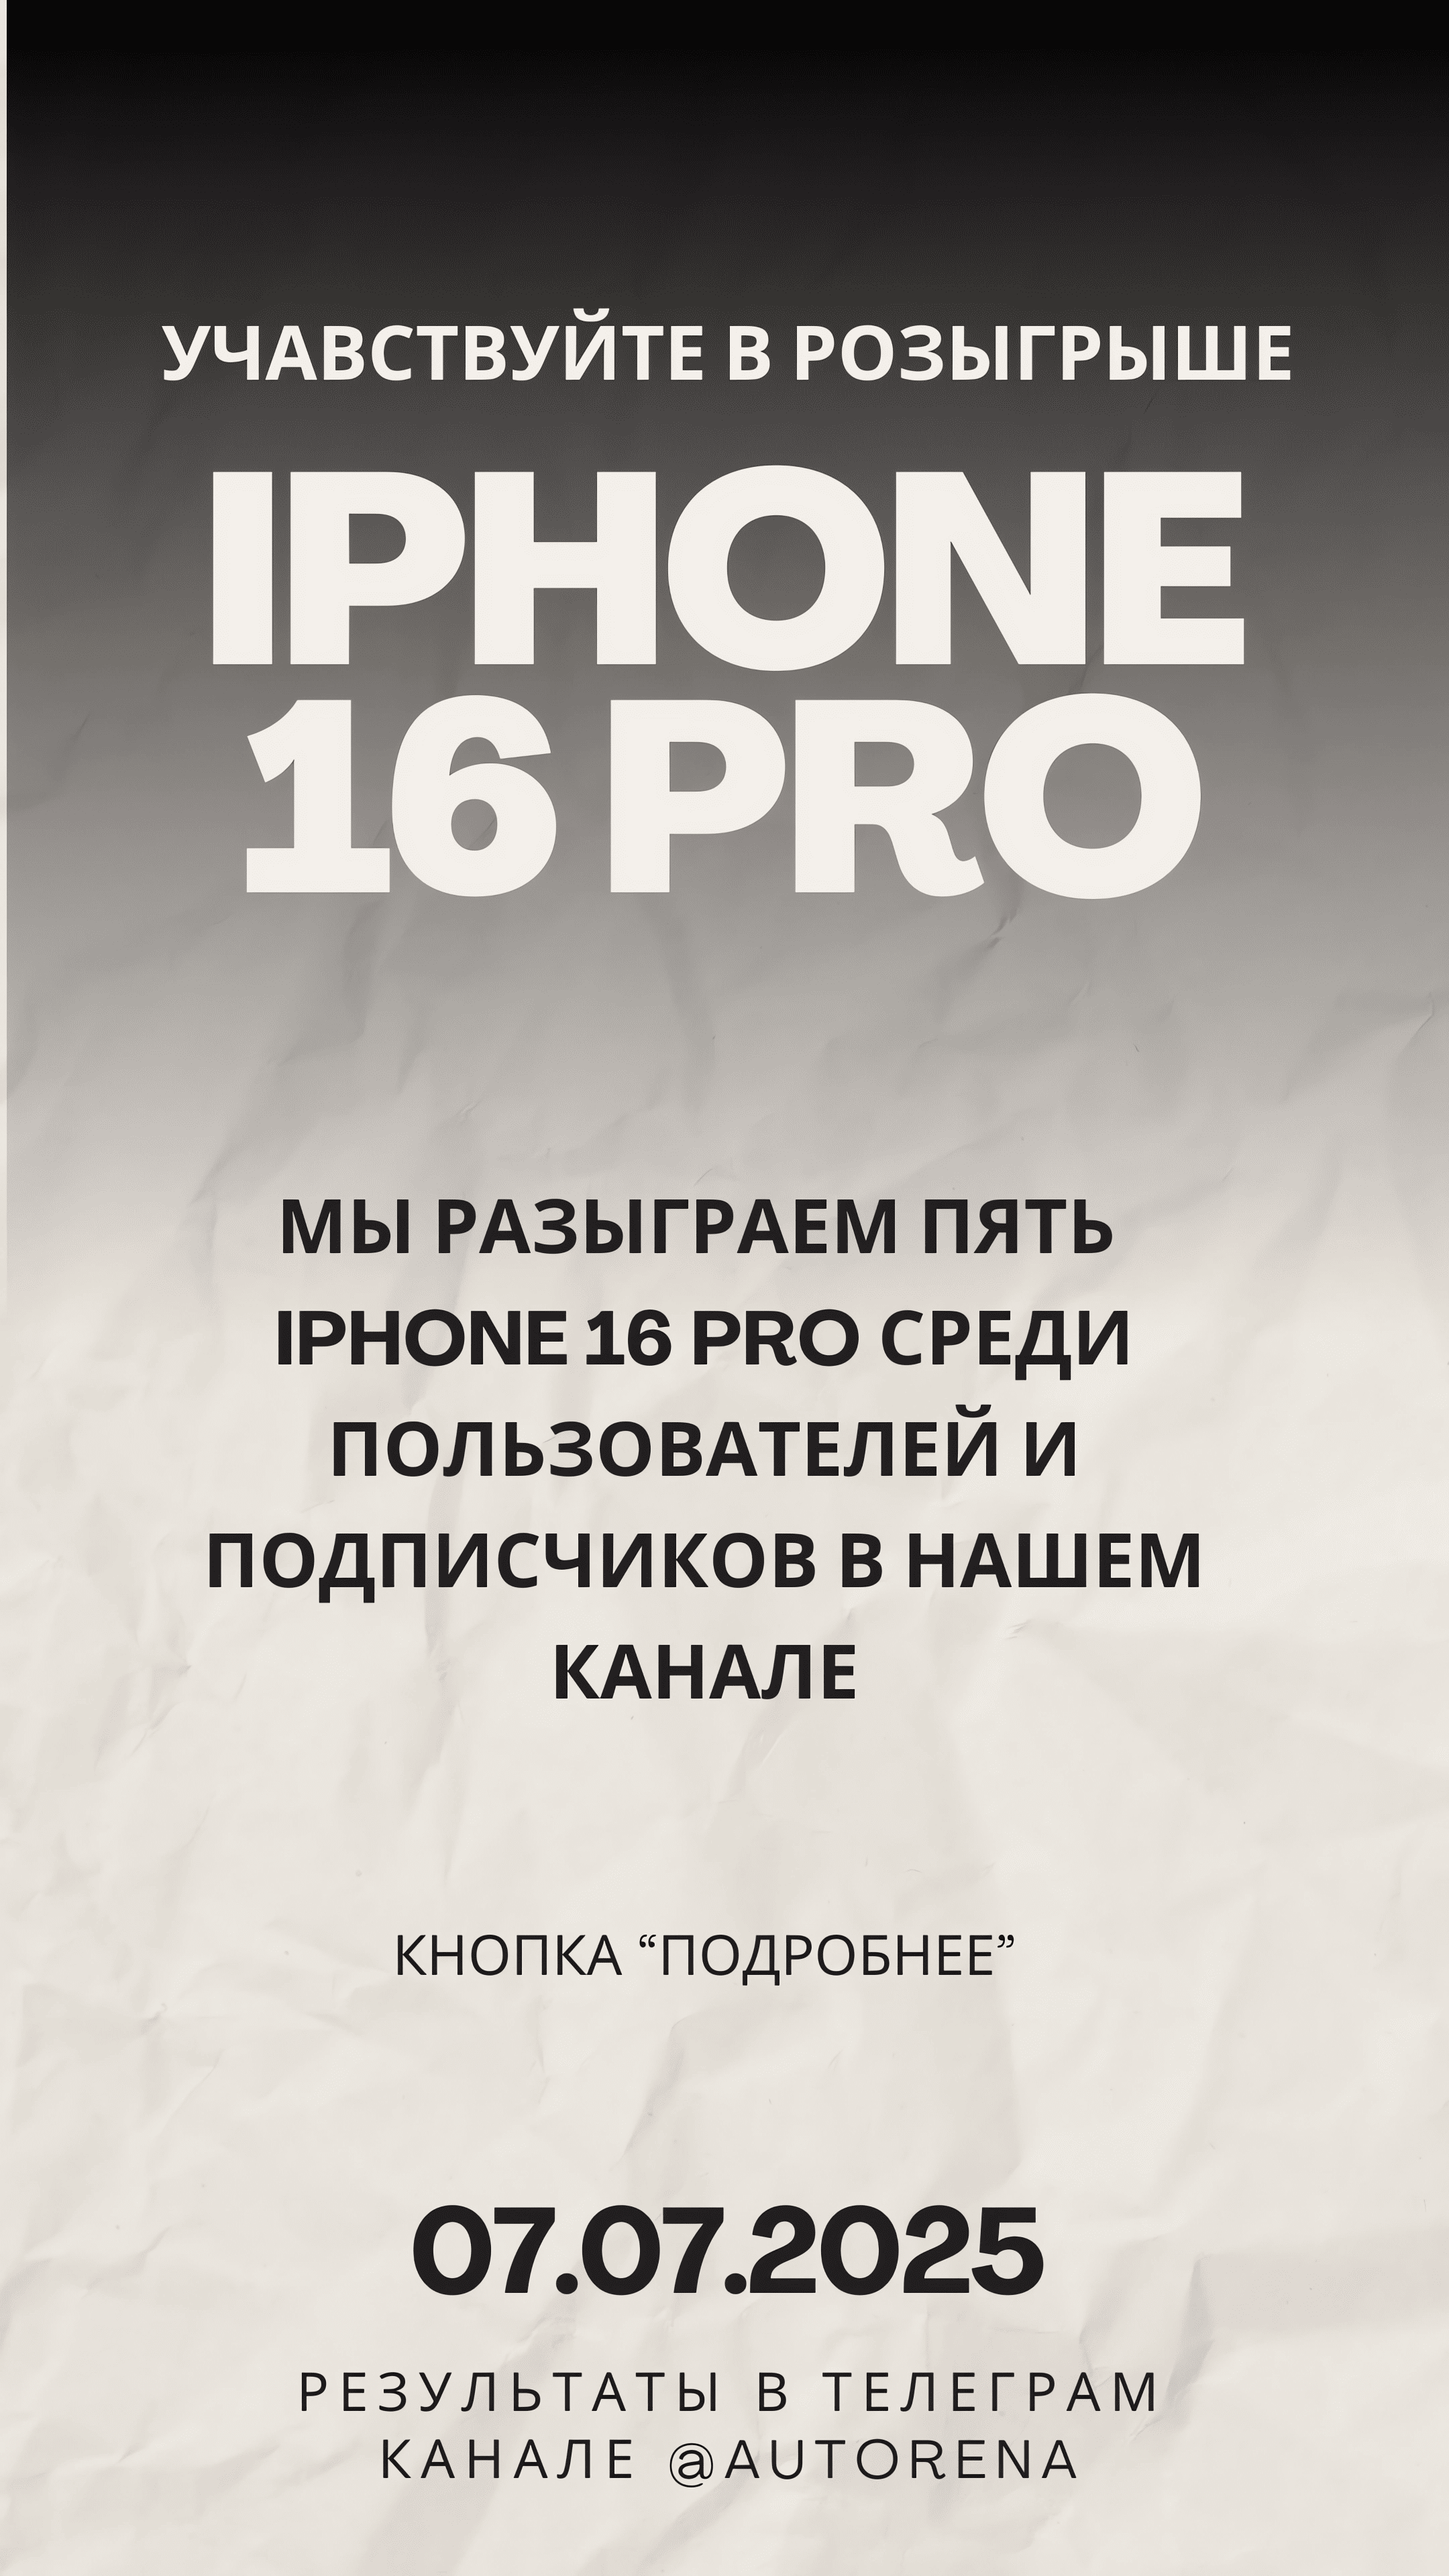 УЧАВСТВУЙТЕ В РОЗЫГРЫШЕ
IPHONE
16 PRO
МЫ РАЗЫГРАЕМ ПЯТЬ
IPHONE 16 PRO СРЕДИ
ПОЛЬЗОВАТЕЛЕЙ И
ПОДПИСЧИКОВ В НАШЕМ
КАНАЛЕ
КНОПКА “ПОДРОБНЕЕ”
07.07.2025
РЕЗУЛЬТАТЫ В ТЕЛЕГРАМ
КАНАЛЕ @AUTORENA